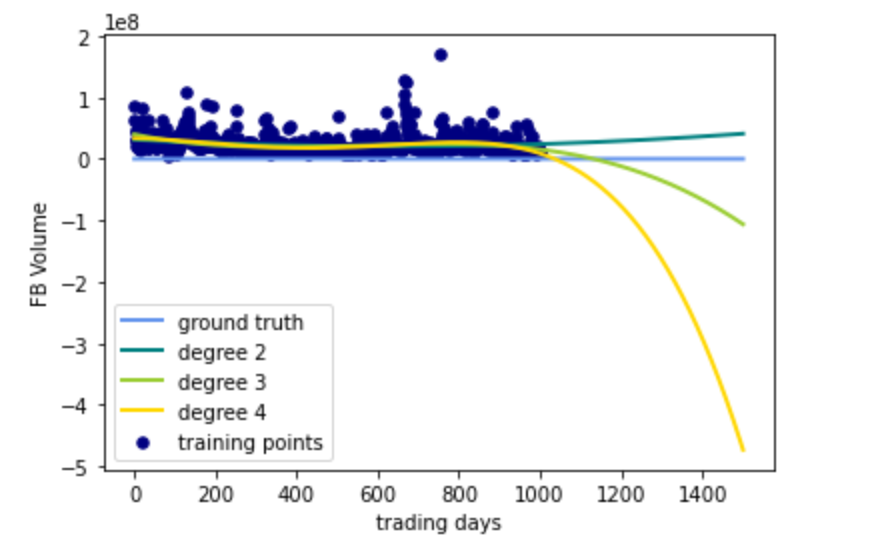 1e8
2
1
0
−1
−2
−3
−4
−5
FB Volume
ground truth
degree 2
degree 3
degree 4
training points
0 200 400 600 800 1000 1200 1400
trading days